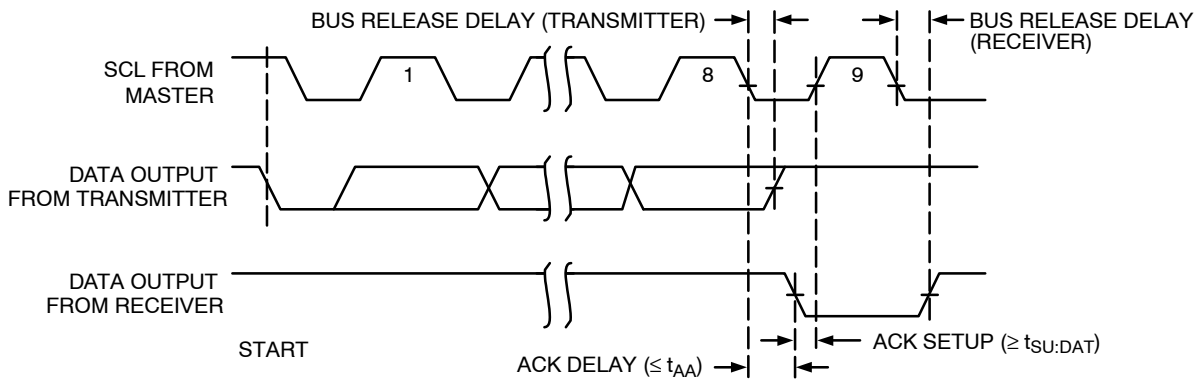 BUS RELEASE DELAY (TRANSMITTER)
BUS RELEASE DELAY
(RECEIVER)
SCL FROM
MASTER
1
8
9
DATA OUTPUT
FROM TRANSMITTER
DATA OUTPUT
FROM RECEIVER
START
ACK SETUP (≥ tSU:DAT)
ACK DELAY (≤ tAA)